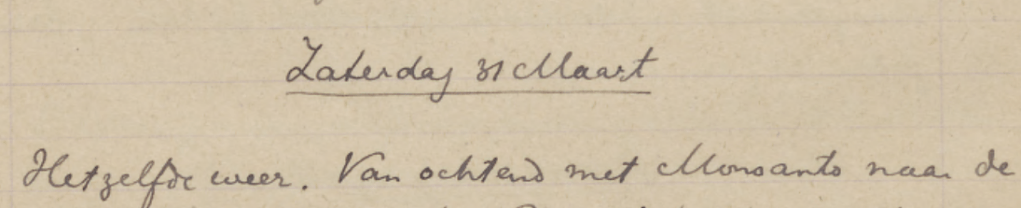 Zaterdag 31 Maart
Hetzelfde weer. Van ochtend met Monsanto naar de